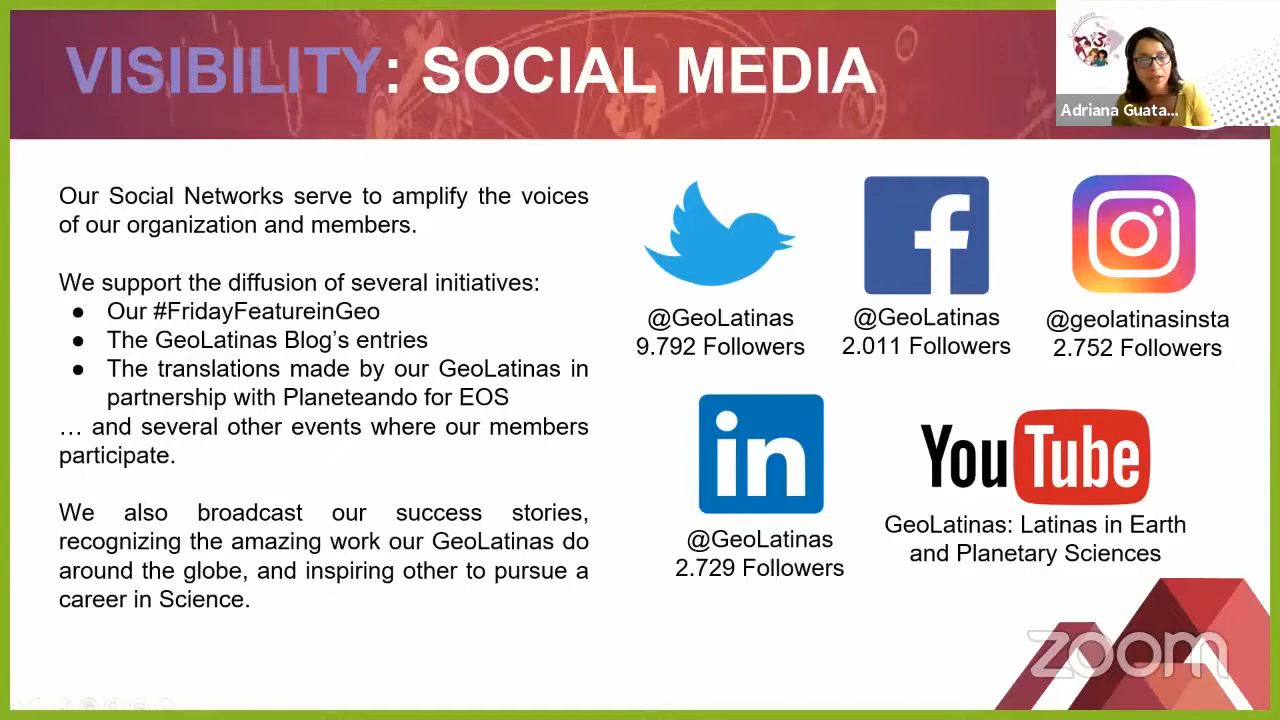 VISIBILITY: SOCIAL MEDIA
Adriana Guata...
Our Social Networks serve to amplify the voices
of our organization and members.
We support the diffusion of several initiatives:
● Our #FridayFeatureinGeo
● The GeoLatinas Blog’s entries
● The translations made by our GeoLatinas in
partnership with Planeteando for EOS
… and several other events where our members
participate.
We also broadcast our success stories,
recognizing the amazing work our GeoLatinas do
around the globe, and inspiring other to pursue a
career in Science.
@GeoLatinas
9.792 Followers
@GeoLatinas
2.011 Followers
@geolatinasinsta
2.752 Followers
in
@GeoLatinas
2.729 Followers
YouTube
GeoLatinas: Latinas in Earth
and Planetary Sciences
zoom